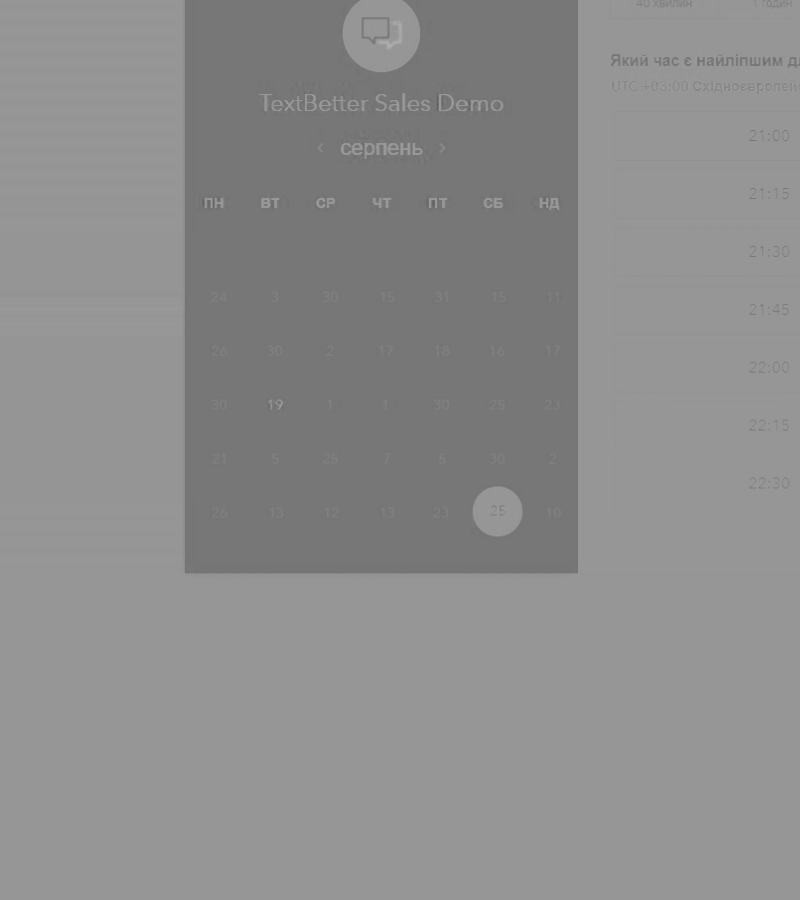 40 хвилин 1 годин
TextBetter Sales Demo
‹ серпень ›
ПН ВТ СР ЧТ ПТ СБ НД
24 3 30 15 31 15 11
26 30 2 17 18 16 17
30 19 1 1 30 25 23
21 5 25 7 5 30 2
26 13 12 13 23 25 10
Який час є найліпшим
UTC +03:00
21:00
21:15
21:30
21:45
22:00
22:15
22:30